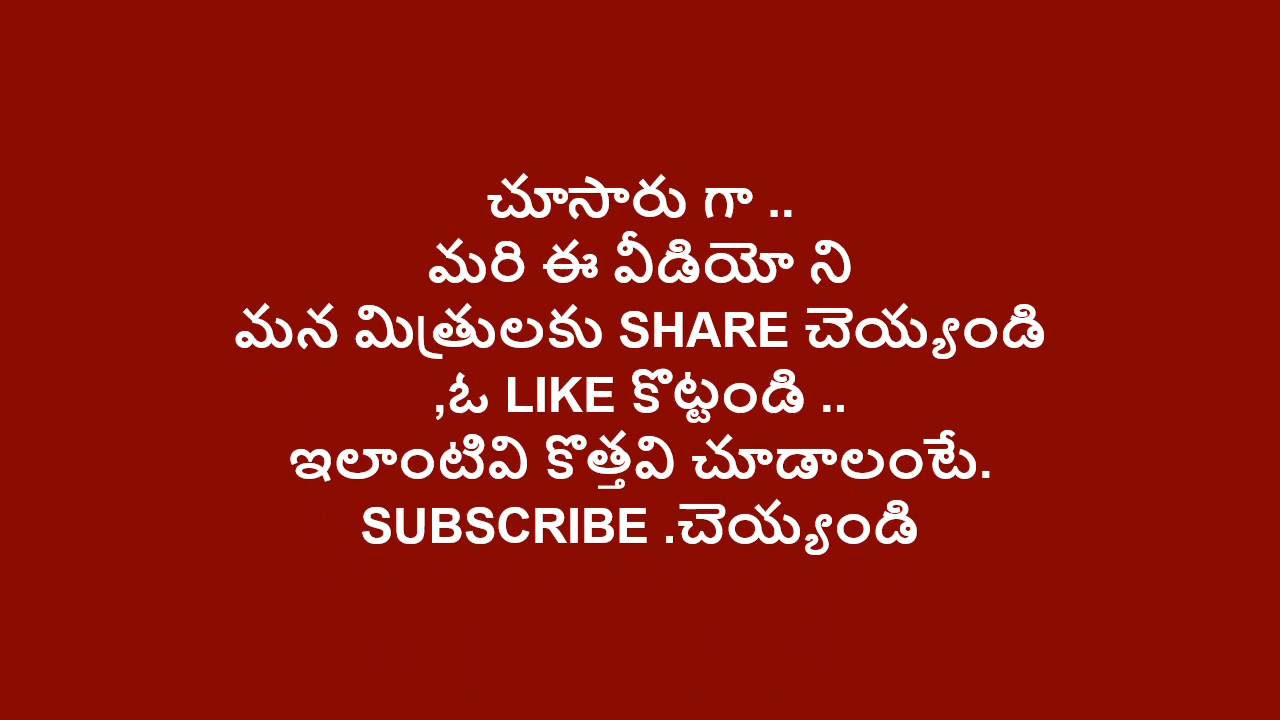 చూసారు గా ..
మరి ఈ వీడియో ని
మన మిత్రులకు SHARE చెయ్యండి
,ఓ LIKE కొట్టండి ..
ఇలాంటివి కొత్తవి చూడాలంటే.
SUBSCRIBE .చెయ్యండి